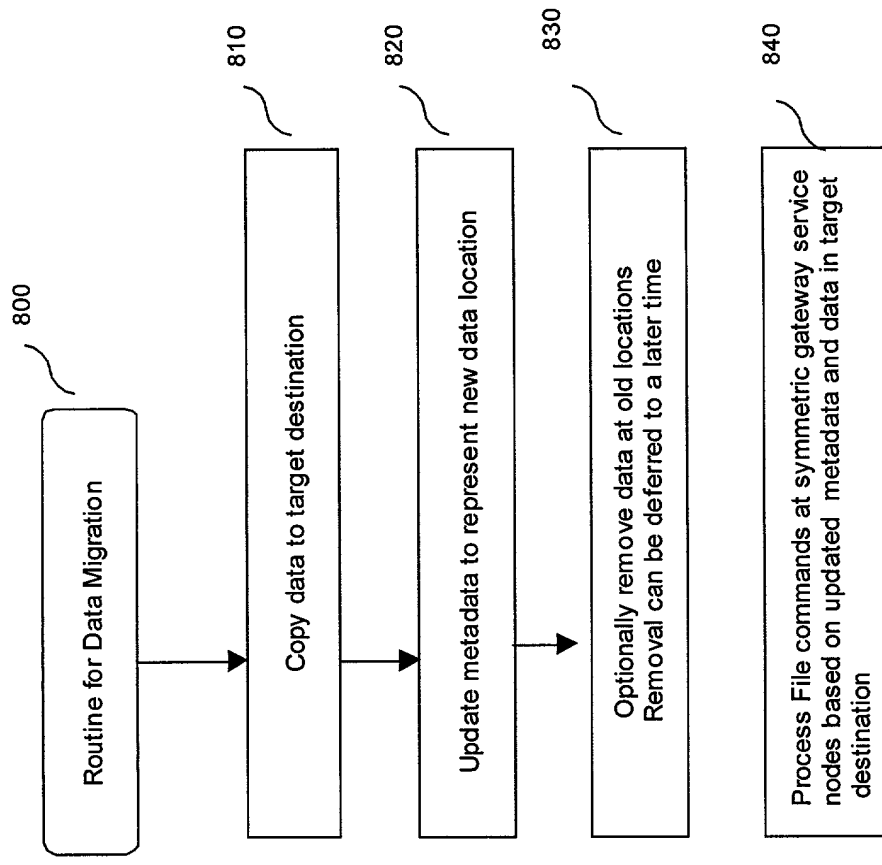 800
Routine for Data Migration
810
Copy data to target destination
820
Update metadata to represent new data location
830
Optionally remove data at old locations
Removal can be deferred to a later time
840
Process File commands at symmetric gateway service
nodes based on updated metadata and data in target
destination